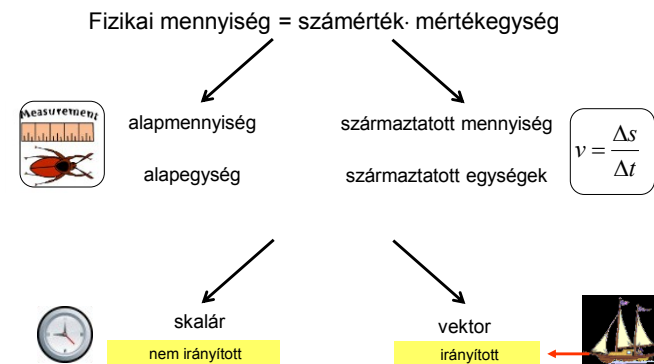 Fizikai mennyiség = számérték· mértékegység
Measurement
alapmennyiség
származtatott mennyiség
alapegység
származtatott egységek
v = Δs / Δt
skalár
vektor
nem irányított
irányított